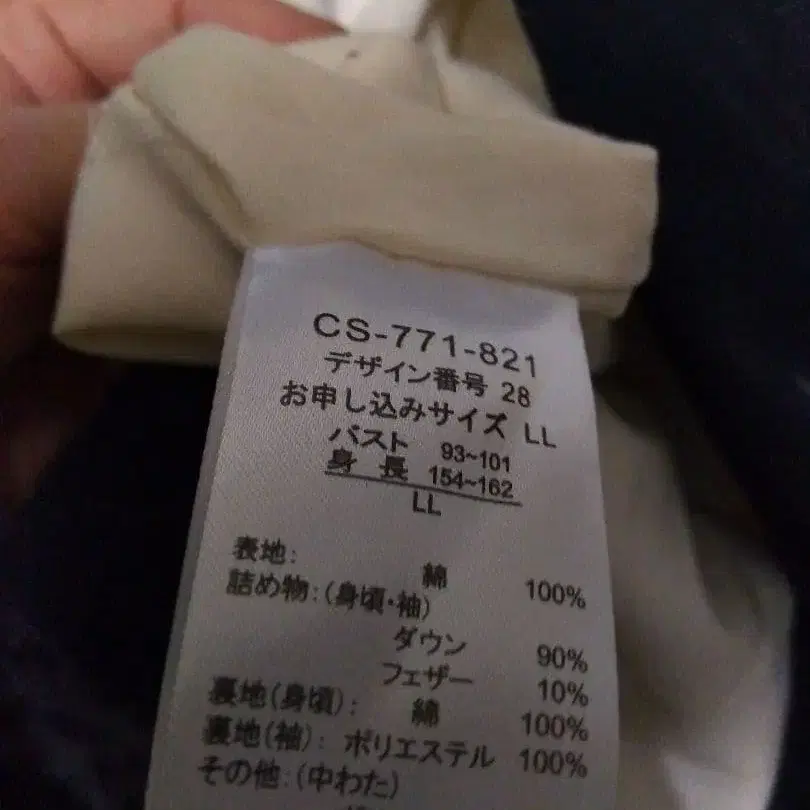 CS-771-821
デザイン番号 28
お申し込みサイズ LL
バスト 93~101
身長 154~162
LL
表地: 綿 100%
詰め物:(身頃・袖)
ダウン 90%
フェザー 10%
裏地(身頃): 綿 100%
裏地(袖): ポリエステル 100%
その他:(中わた)